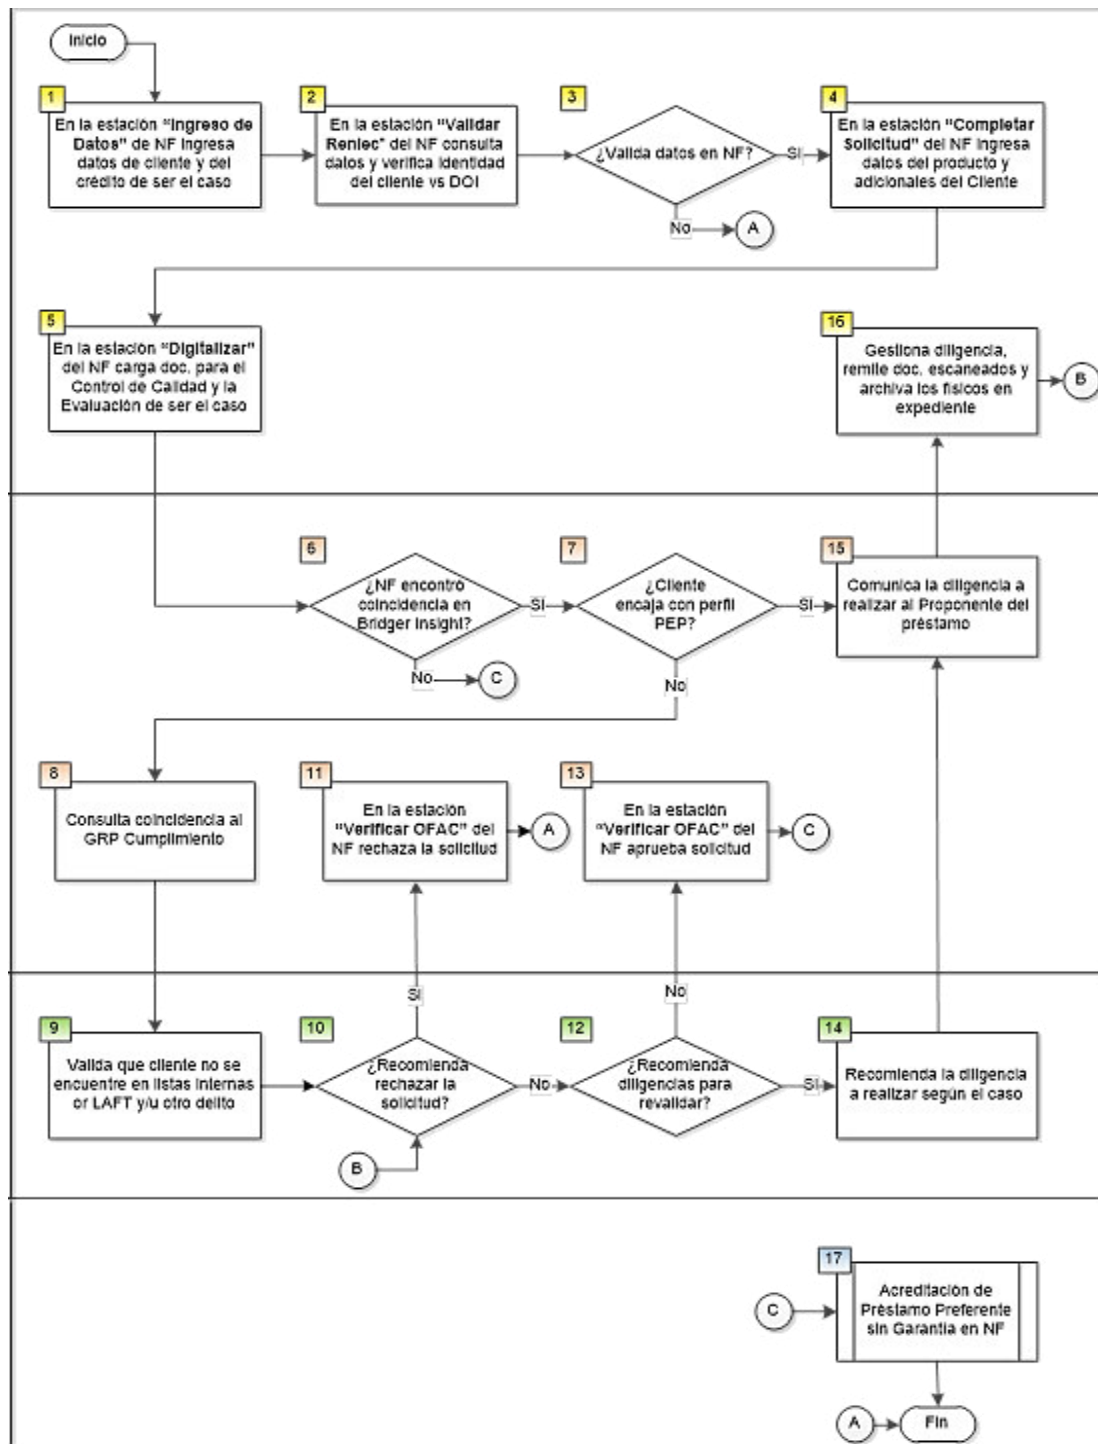 Inicio
1
En la estación "Ingreso de
Datos" de NF ingresa
datos de cliente y del
crédito de ser el caso
2
En la estación "Validar
Reniec" del NF consulta
datos y verifica identidad
del cliente vs DOI
3
¿Valida datos en NF?
Si
No
A
4
En la estación "Completar
Solicitud" del NF ingresa
datos del producto y
adicionales del Cliente
5
En la estación "Digitalizar"
del NF carga doc. para el
Control de Calidad y la
Evaluación de ser el caso
16
Gestiona diligencia,
remite doc. escaneados y
archiva los físicos en
expediente
B
6
¿NF encontró
coincidencia en
Bridger Insight?
Si
No
C
7
¿Cliente
encaja con perfil
PEP?
Si
No
15
Comunica la diligencia a
realizar al Proponente del
préstamo
8
Consulta coincidencia al
GRP Cumplimiento
11
En la estación
"Verificar OFAC" del
NF rechaza la solicitud
A
13
En la estación
"Verificar OFAC" del
NF aprueba solicitud
C
Si
No
9
Valida que cliente no se
encuentre en listas internas
or LAFT y/u otro delito
10
¿Recomienda
rechazar la
solicitud?
No
12
¿Recomienda
diligencias para
revalidar?
Si
14
Recomienda la diligencia
a realizar según el caso
B
17
C
Acreditación de
Préstamo Preferente
sin Garantía en NF
A
Fin